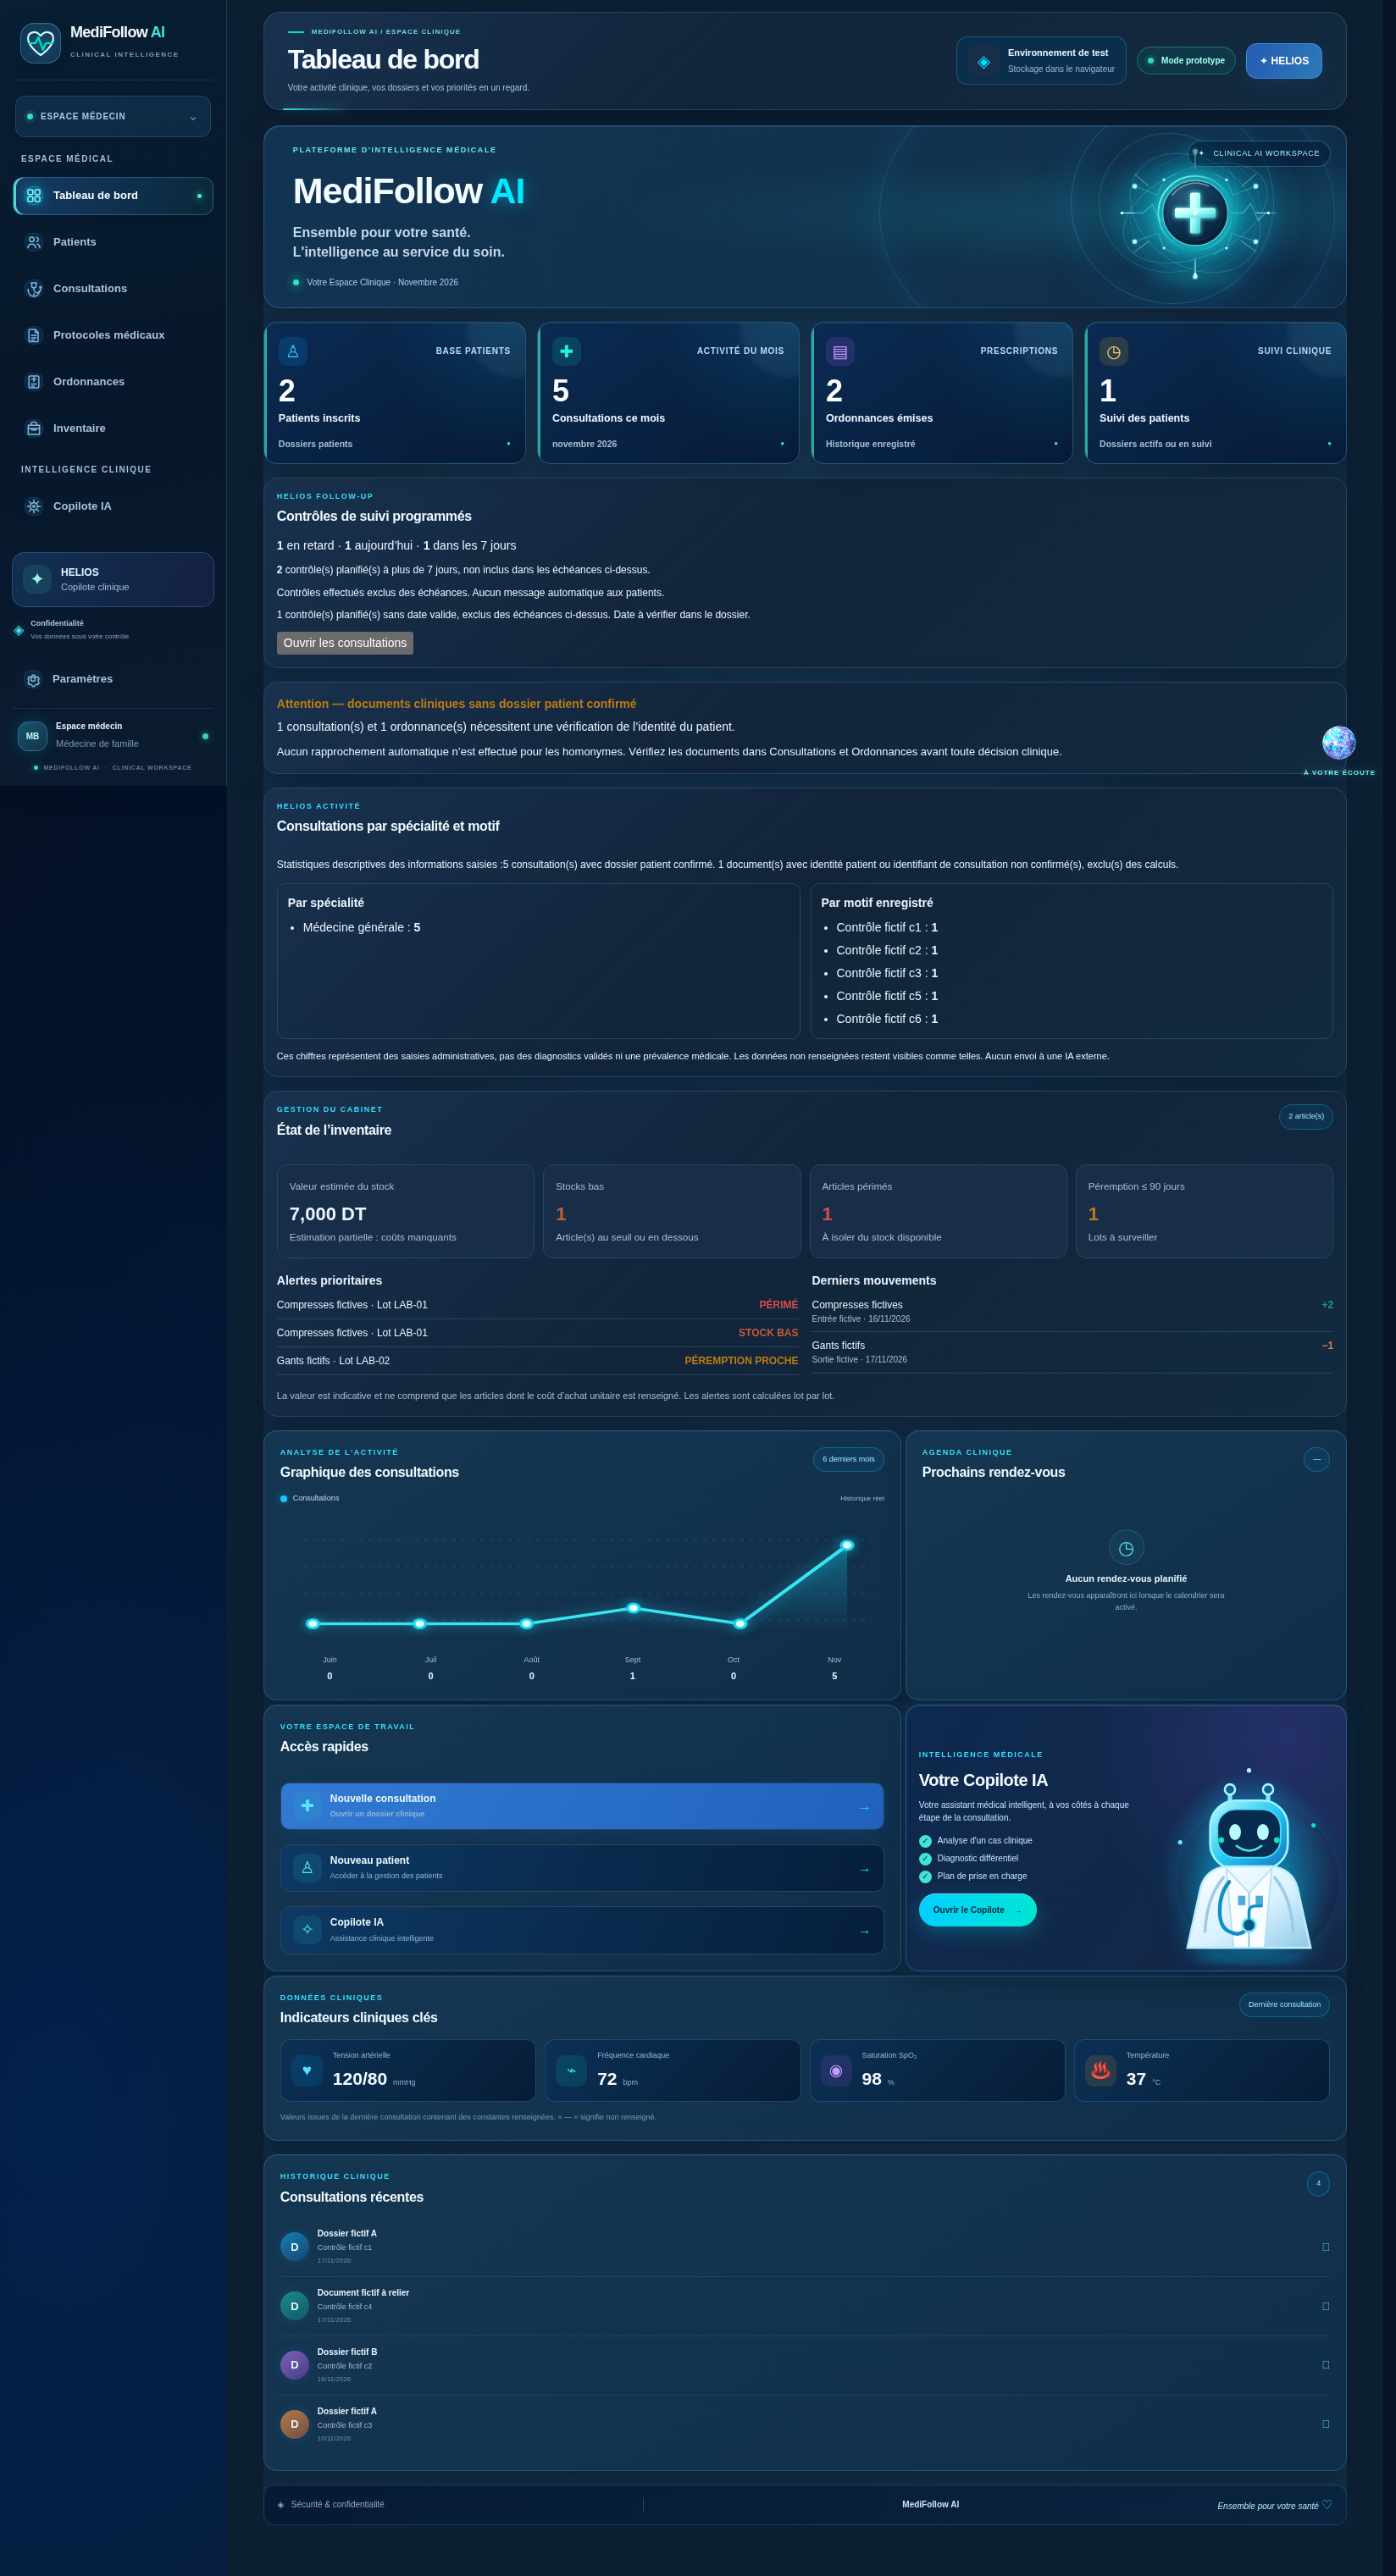 MediFollow AI
CLINICAL INTELLIGENCE
ESPACE MÉDECIN
ESPACE MÉDICAL
Tableau de bord
Patients
Consultations
Protocoles médicaux
Ordonnances
Inventaire
INTELLIGENCE CLINIQUE
Copilote IA
HELIOS
Copilote clinique
Confidentialité
Vos données sous votre contrôle
Paramètres
MB
Espace médecin
Médecine de famille
MEDIFOLLOW AI · CLINICAL WORKSPACE
MEDIFOLLOW AI / ESPACE CLINIQUE
Tableau de bord
Votre activité clinique, vos dossiers et vos priorités en un regard.
Environnement de test
Stockage dans le navigateur
Mode prototype
✦ HELIOS
PLATEFORME D'INTELLIGENCE MÉDICALE
MediFollow AI
Ensemble pour votre santé.
L'intelligence au service du soin.
Votre Espace Clinique · Novembre 2026
CLINICAL AI WORKSPACE
BASE PATIENTS
2
Patients inscrits
Dossiers patients
ACTIVITÉ DU MOIS
5
Consultations ce mois
novembre 2026
PRESCRIPTIONS
2
Ordonnances émises
Historique enregistré
SUIVI CLINIQUE
1
Suivi des patients
Dossiers actifs ou en suivi
HELIOS FOLLOW-UP
Contrôles de suivi programmés
1 en retard · 1 aujourd’hui · 1 dans les 7 jours
2 contrôle(s) planifié(s) à plus de 7 jours, non inclus dans les échéances ci-dessus.
Contrôles effectués exclus des échéances. Aucun message automatique aux patients.
1 contrôle(s) planifié(s) sans date valide, exclus des échéances ci-dessus. Date à vérifier dans le dossier.
Ouvrir les consultations
Attention — documents cliniques sans dossier patient confirmé
1 consultation(s) et 1 ordonnance(s) nécessitent une vérification de l’identité du patient.
Aucun rapprochement automatique n’est effectué pour les homonymes. Vérifiez les documents dans Consultations et Ordonnances avant toute décision clinique.
À VOTRE ÉCOUTE
HELIOS ACTIVITÉ
Consultations par spécialité et motif
Statistiques descriptives des informations saisies :5 consultation(s) avec dossier patient confirmé. 1 document(s) avec identité patient ou identifiant de consultation non confirmé(s), exclu(s) des calculs.
Par spécialité
• Médecine générale : 5
Par motif enregistré
• Contrôle fictif c1 : 1
• Contrôle fictif c2 : 1
• Contrôle fictif c3 : 1
• Contrôle fictif c5 : 1
• Contrôle fictif c6 : 1
Ces chiffres représentent des saisies administratives, pas des diagnostics validés ni une prévalence médicale. Les données non renseignées restent visibles comme telles. Aucun envoi à une IA externe.
GESTION DU CABINET
État de l’inventaire
2 article(s)
Valeur estimée du stock
7,000 DT
Estimation partielle : coûts manquants
Stocks bas
1
Article(s) au seuil ou en dessous
Articles périmés
1
À isoler du stock disponible
Péremption ≤ 90 jours
1
Lots à surveiller
Alertes prioritaires
Compresses fictives · Lot LAB-01 PÉRIMÉ
Compresses fictives · Lot LAB-01 STOCK BAS
Gants fictifs · Lot LAB-02 PÉREMPTION PROCHE
Derniers mouvements
Compresses fictives +2
Entrée fictive · 16/11/2026
Gants fictifs −1
Sortie fictive · 17/11/2026
La valeur est indicative et ne comprend que les articles dont le coût d’achat unitaire est renseigné. Les alertes sont calculées lot par lot.
ANALYSE DE L'ACTIVITÉ
Graphique des consultations
6 derniers mois
Consultations
Historique réel
Juin Juil Août Sept Oct Nov
0 0 0 1 0 5
AGENDA CLINIQUE
Prochains rendez-vous
—
Aucun rendez-vous planifié
Les rendez-vous apparaîtront ici lorsque le calendrier sera
activé.
VOTRE ESPACE DE TRAVAIL
Accès rapides
Nouvelle consultation
Ouvrir un dossier clinique
→
Nouveau patient
Accéder à la gestion des patients
→
Copilote IA
Assistance clinique intelligente
→
INTELLIGENCE MÉDICALE
Votre Copilote IA
Votre assistant médical intelligent, à vos côtés à chaque
étape de la consultation.
✓ Analyse d'un cas clinique
✓ Diagnostic différentiel
✓ Plan de prise en charge
Ouvrir le Copilote →
DONNÉES CLINIQUES
Indicateurs cliniques clés
Dernière consultation
Tension artérielle
120/80 mmHg
Fréquence cardiaque
72 bpm
Saturation SpO₂
98 %
Température
37 °C
Valeurs issues de la dernière consultation contenant des constantes renseignées. « — » signifie non renseigné.
HISTORIQUE CLINIQUE
Consultations récentes
4
D
Dossier fictif A
Contrôle fictif c1
17/11/2026
D
Document fictif à relier
Contrôle fictif c4
17/11/2026
D
Dossier fictif B
Contrôle fictif c2
16/11/2026
D
Dossier fictif A
Contrôle fictif c3
10/11/2026
Sécurité & confidentialité
MediFollow AI
Ensemble pour votre santé ♡